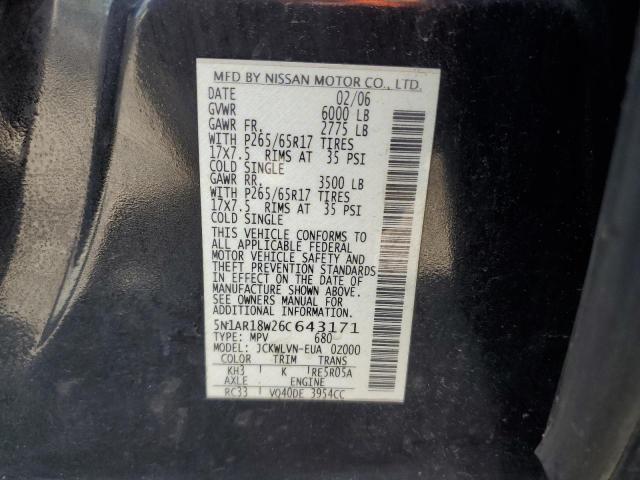 MFD BY NISSAN MOTOR CO., LTD.
DATE 02/06
GVWR 6000 LB
GAWR FR. 2775 LB
WITH P265/65R17 TIRES
17X7.5 RIMS AT 35 PSI
COLD SINGLE
GAWR RR. 3500 LB
WITH P265/65R17 TIRES
17X7.5 RIMS AT 35 PSI
COLD SINGLE
THIS VEHICLE CONFORMS TO
ALL APPLICABLE FEDERAL
MOTOR VEHICLE SAFETY AND
THEFT PREVENTION STANDARDS
IN EFFECT ON THE DATE OF
MANUFACTURE SHOWN ABOVE.
SEE OWNERS MANUAL FOR
ADDITIONAL INFORMATION.
5N1AR18W26C643171
TYPE: MPV 680
MODEL: JCKWLVN-EUA 0Z000
COLOR TRIM TRANS
KH3 K RE5R05A
AXLE ENGINE
RC33 VQ40DE 3954CC